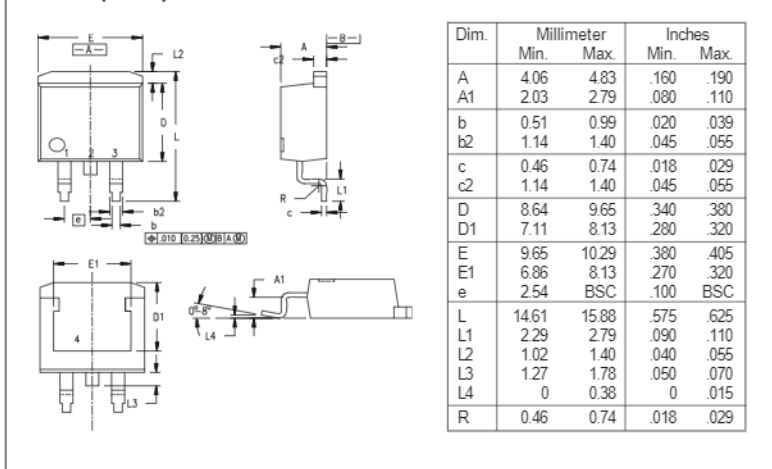 E
A
L2
D
L
1 2 3
e
b2
b
⌖ .010 [0.25] Ⓜ B A Ⓜ
A
B
c2
R
L1
c
E1
D1
4
L3
A1
0°-8°
L4
Dim. Millimeter Inches
Min. Max. Min. Max.
A 4.06 4.83 .160 .190
A1 2.03 2.79 .080 .110
b 0.51 0.99 .020 .039
b2 1.14 1.40 .045 .055
c 0.46 0.74 .018 .029
c2 1.14 1.40 .045 .055
D 8.64 9.65 .340 .380
D1 7.11 8.13 .280 .320
E 9.65 10.29 .380 .405
E1 6.86 8.13 .270 .320
e 2.54 BSC .100 BSC
L 14.61 15.88 .575 .625
L1 2.29 2.79 .090 .110
L2 1.02 1.40 .040 .055
L3 1.27 1.78 .050 .070
L4 0 0.38 0 .015
R 0.46 0.74 .018 .029